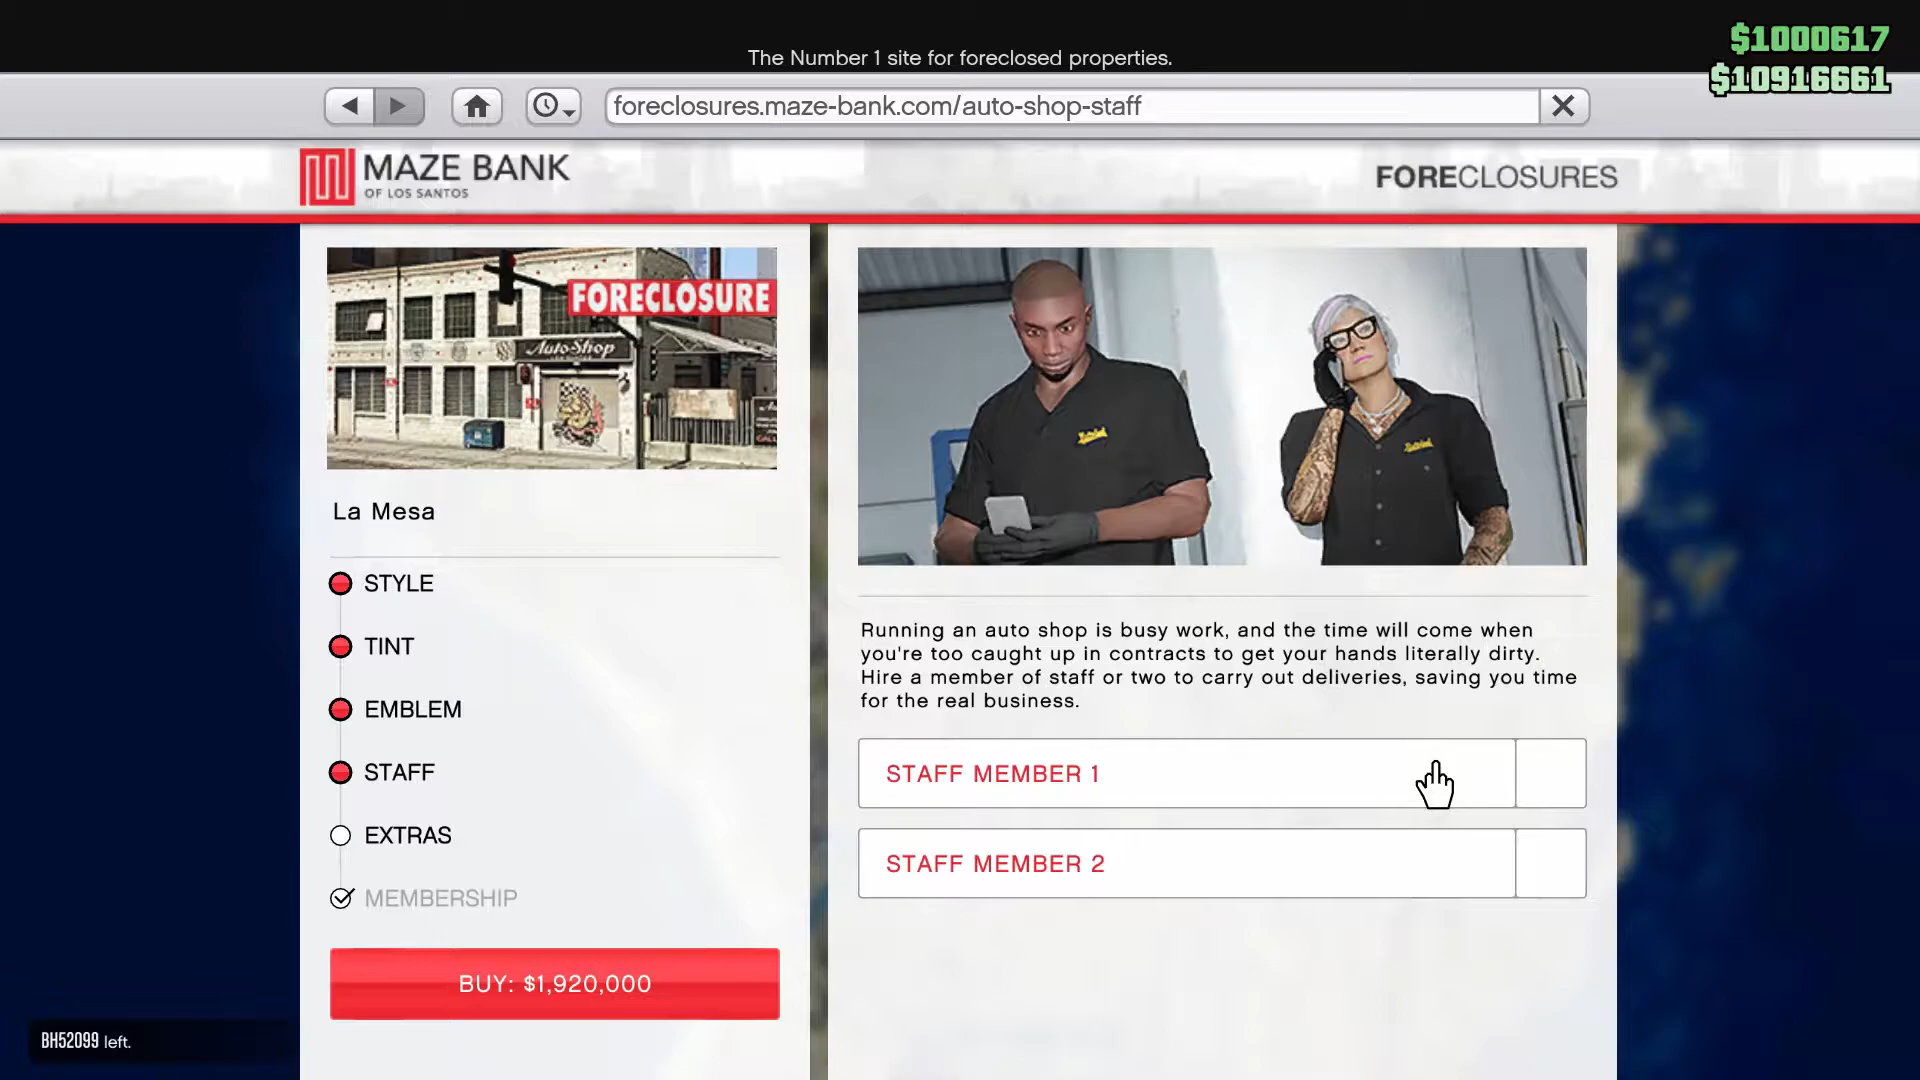 $1000617
$10916661
The Number 1 site for foreclosed properties.
foreclosures.maze-bank.com/auto-shop-staff
MAZE BANK
OF LOS SANTOS
FORECLOSURES
FORECLOSURE
Auto Shop
La Mesa
STYLE
TINT
EMBLEM
STAFF
EXTRAS
MEMBERSHIP
BUY: $1,920,000
Running an auto shop is busy work, and the time will come when
you're too caught up in contracts to get your hands literally dirty.
Hire a member of staff or two to carry out deliveries, saving you time
for the real business.
STAFF MEMBER 1
STAFF MEMBER 2
BH52099 left.